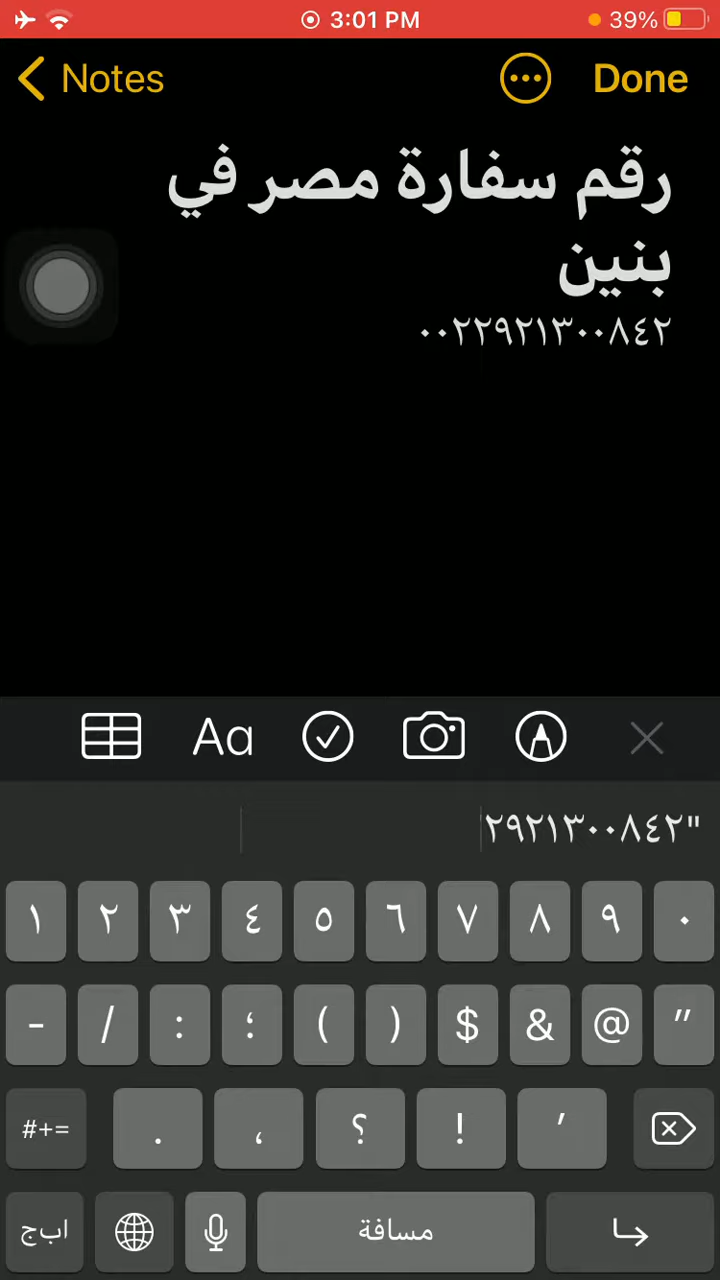 3:01 PM
39%
Notes
Done
رقم سفارة مصر في
بنين
٠٠٢٢٩٢١٣٠٠٨٤٢
Aa
٢٩٢١٣٠٠٨٤٢"
١ ٢ ٣ ٤ ٥ ٦ ٧ ٨ ٩ ٠
- / : ؛ ( ) $ & @ "
#+= . ، ؟ ! '
اب ج مسافة